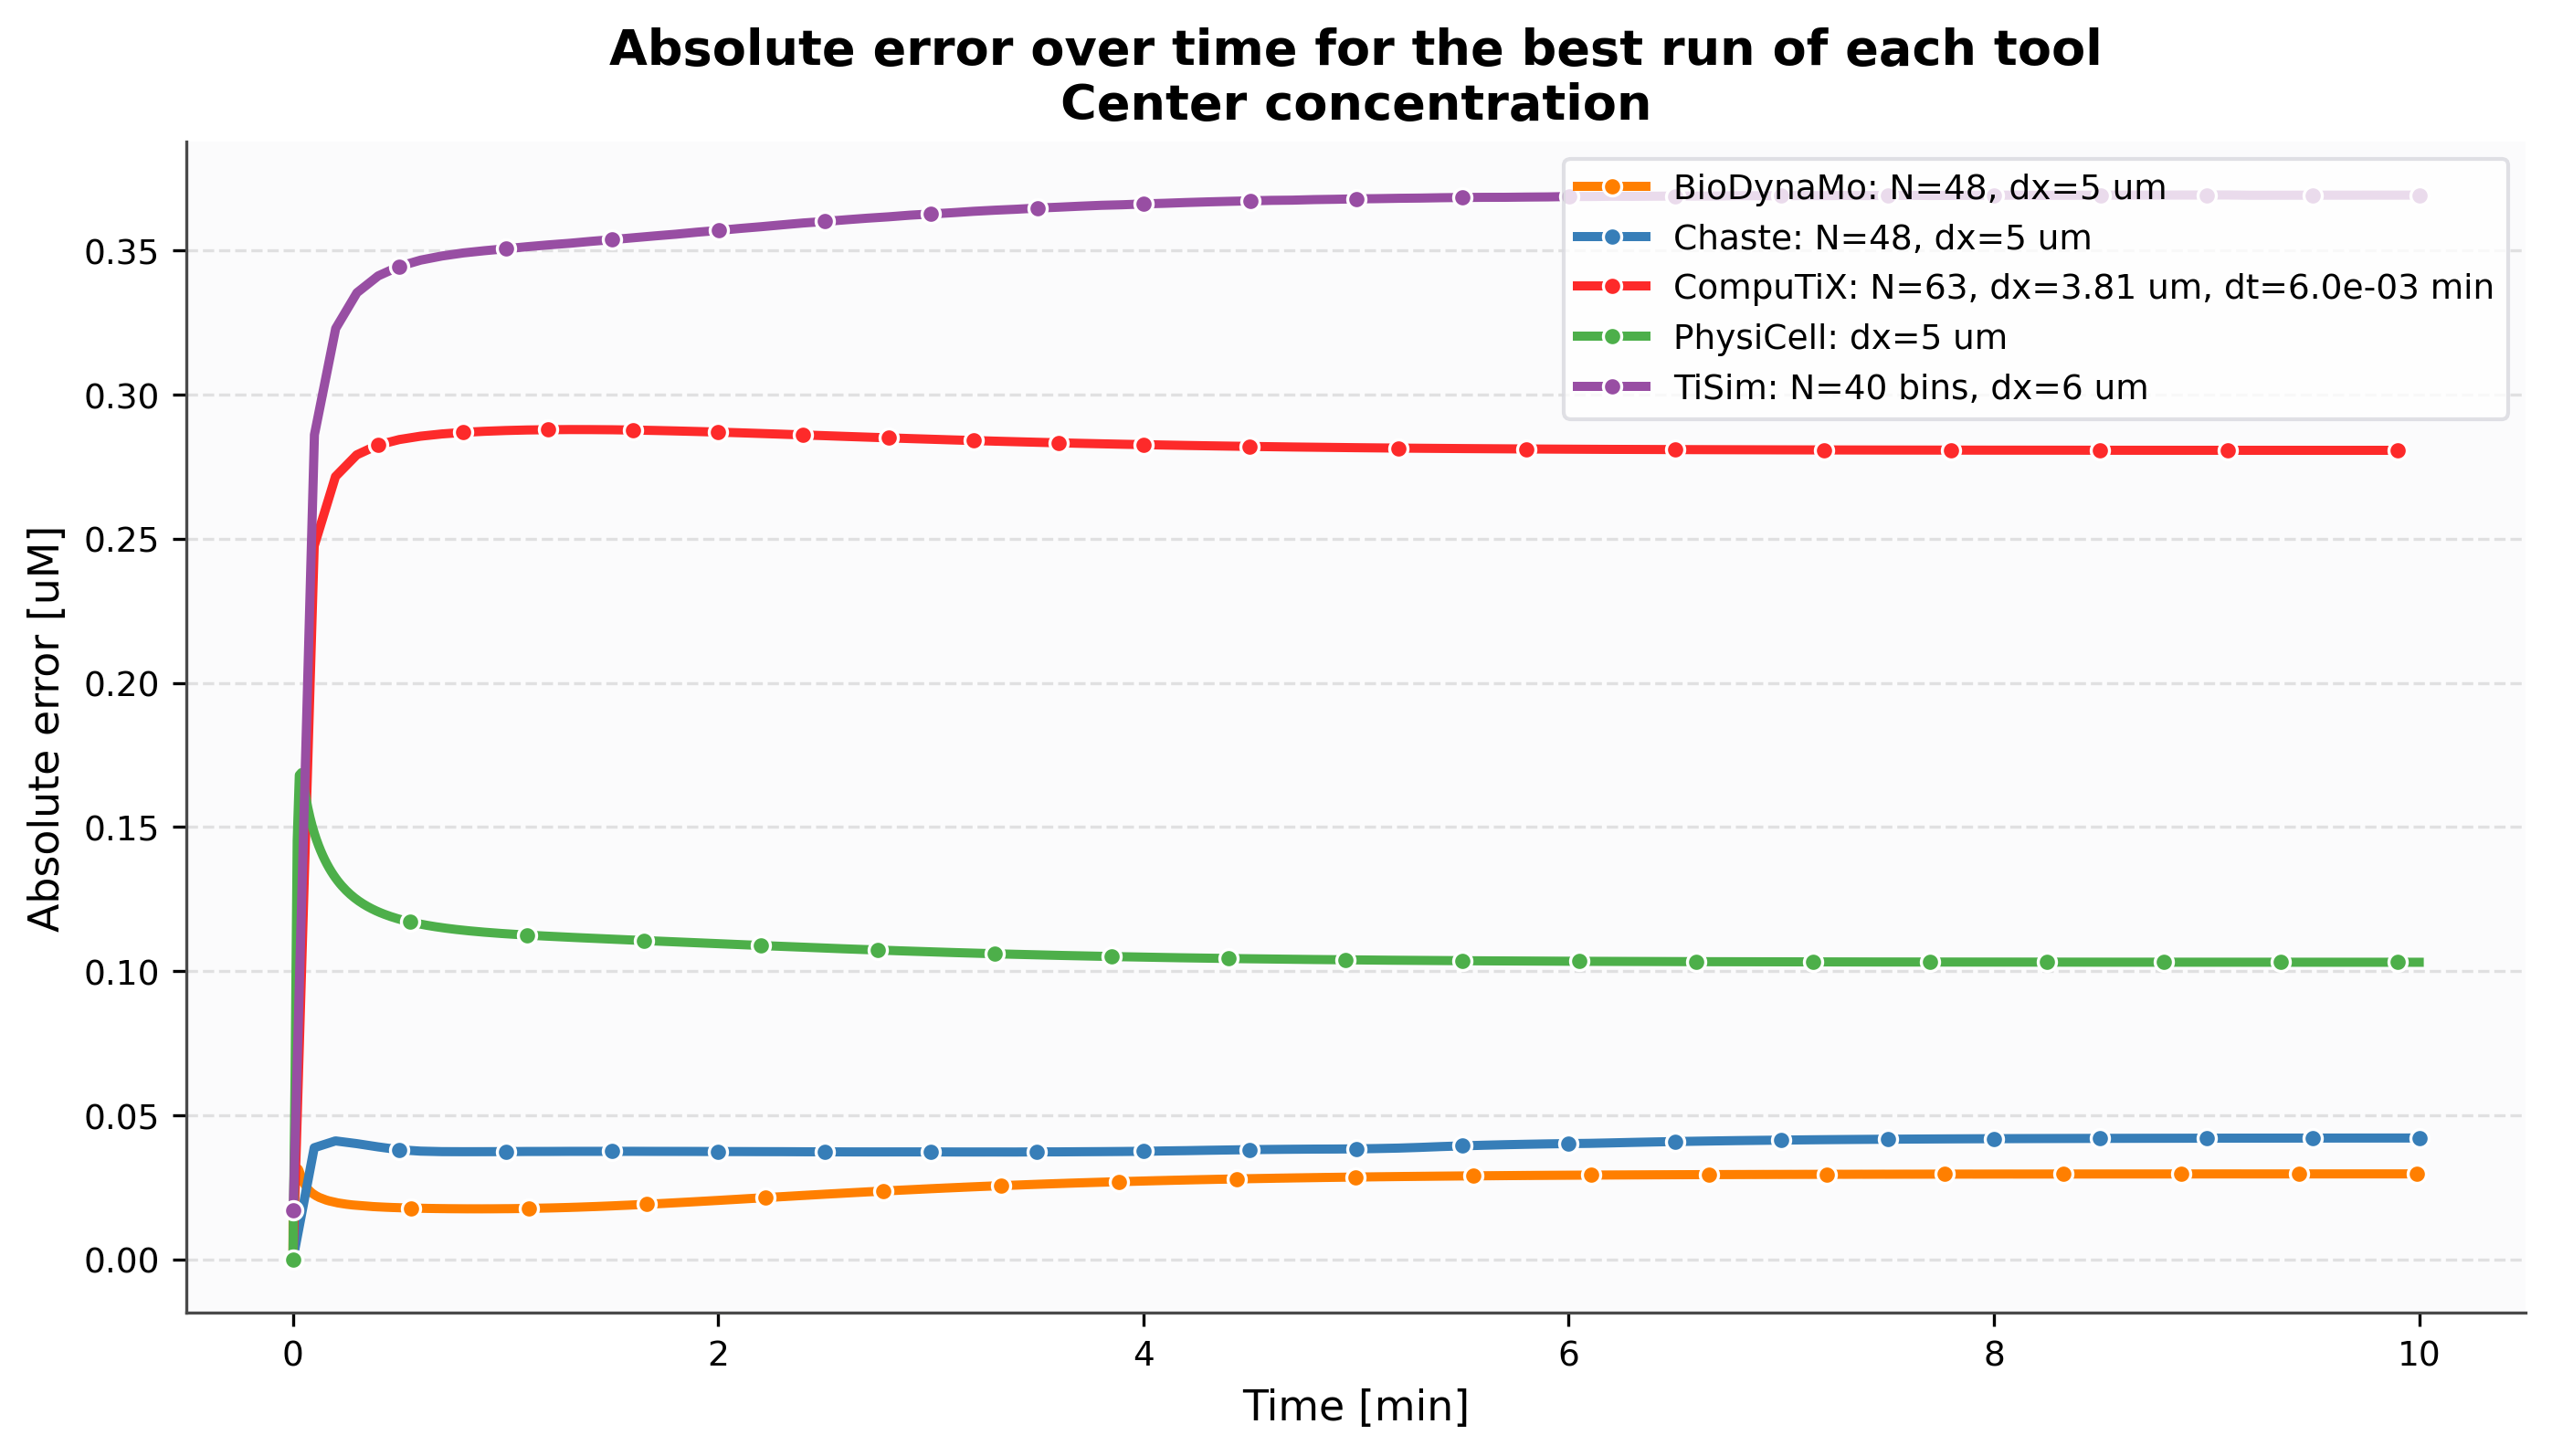 Absolute error over time for the best run of each tool
Center concentration
BioDynaMo: N=48, dx=5 um
Chaste: N=48, dx=5 um
CompuTiX: N=63, dx=3.81 um, dt=6.0e-03 min
PhysiCell: dx=5 um
TiSim: N=40 bins, dx=6 um
Absolute error [uM]
0.35
0.30
0.25
0.20
0.15
0.10
0.05
0.00
0 2 4 6 8 10
Time [min]